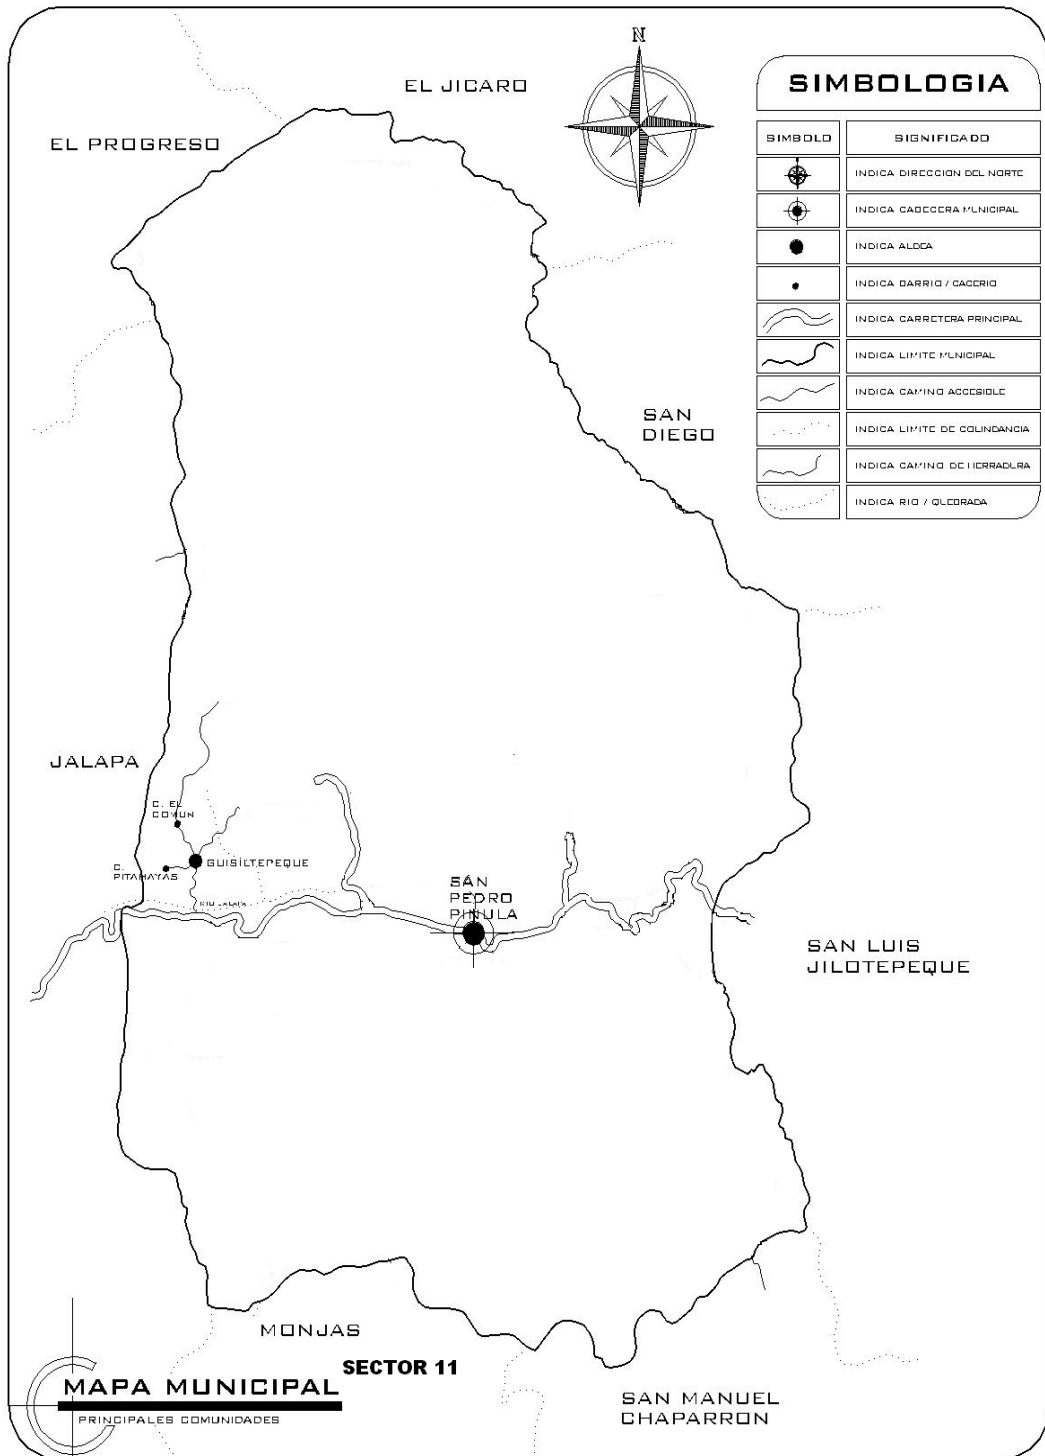 N
EL JICARO
EL PROGRESO
SIMBOLOGIA
SIMBOLO SIGNIFICADO
INDICA DIRECCION DEL NORTE
INDICA CABECERA MUNICIPAL
INDICA ALDEA
INDICA BARRIO / CACERIO
INDICA CARRETERA PRINCIPAL
INDICA LIMITE MUNICIPAL
INDICA CAMINO ACCESIBLE
INDICA LIMITE DE COLINDANCIA
INDICA CAMINO DE HERRADURA
INDICA RIO / QUEBRADA
SAN
DIEGO
JALAPA
C. EL
COMUN
GUISILTEPEQUE
C.
PITAHAYAS
RIO JALAPA
SAN
PEDRO
PINULA
SAN LUIS
JILOTEPEQUE
MONJAS
SECTOR 11
MAPA MUNICIPAL
PRINCIPALES COMUNIDADES
SAN MANUEL
CHAPARRON